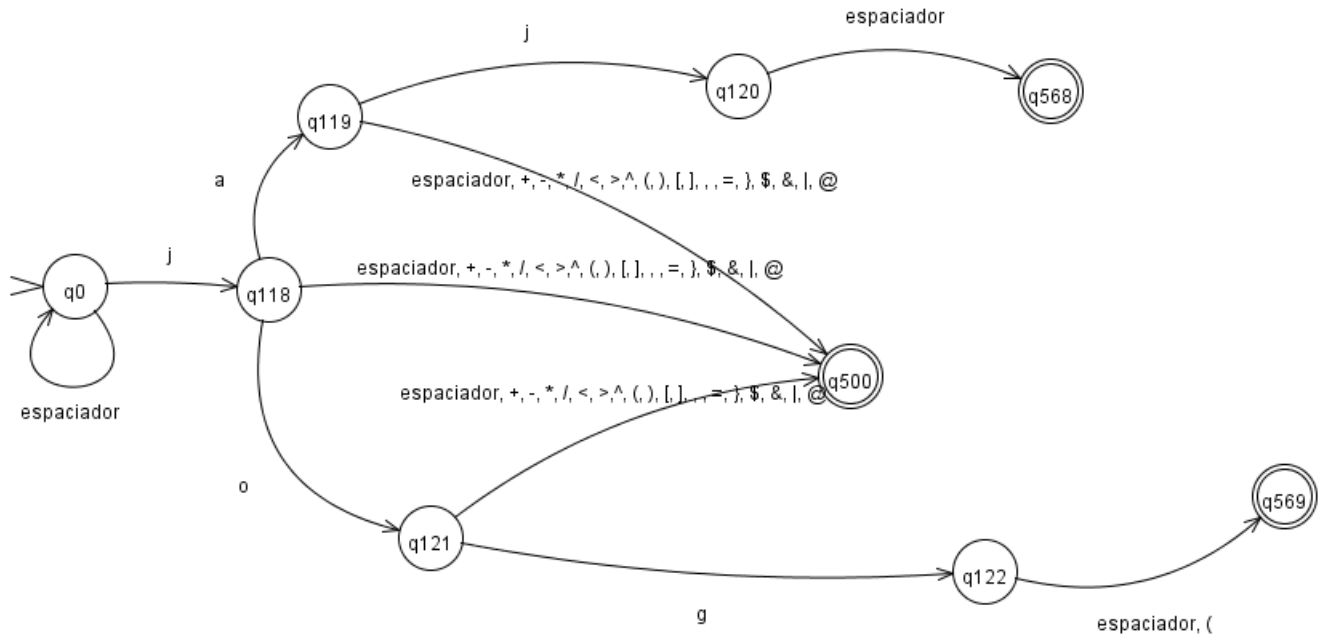 espaciador
j
q120
q568
q119
espaciador, +, -, *, /, <, >,^, (, ), [, ], , , =, }, $, &, |, @
a
j
espaciador, +, -, *, /, <, >,^, (, ), [, ], , , =, }, $, &, |, @
q0
q118
q500
espaciador, +, -, *, /, <, >,^, (, ), [, ], , , =, }, $, &, |, @
espaciador
o
q569
q121
q122
g
espaciador, (